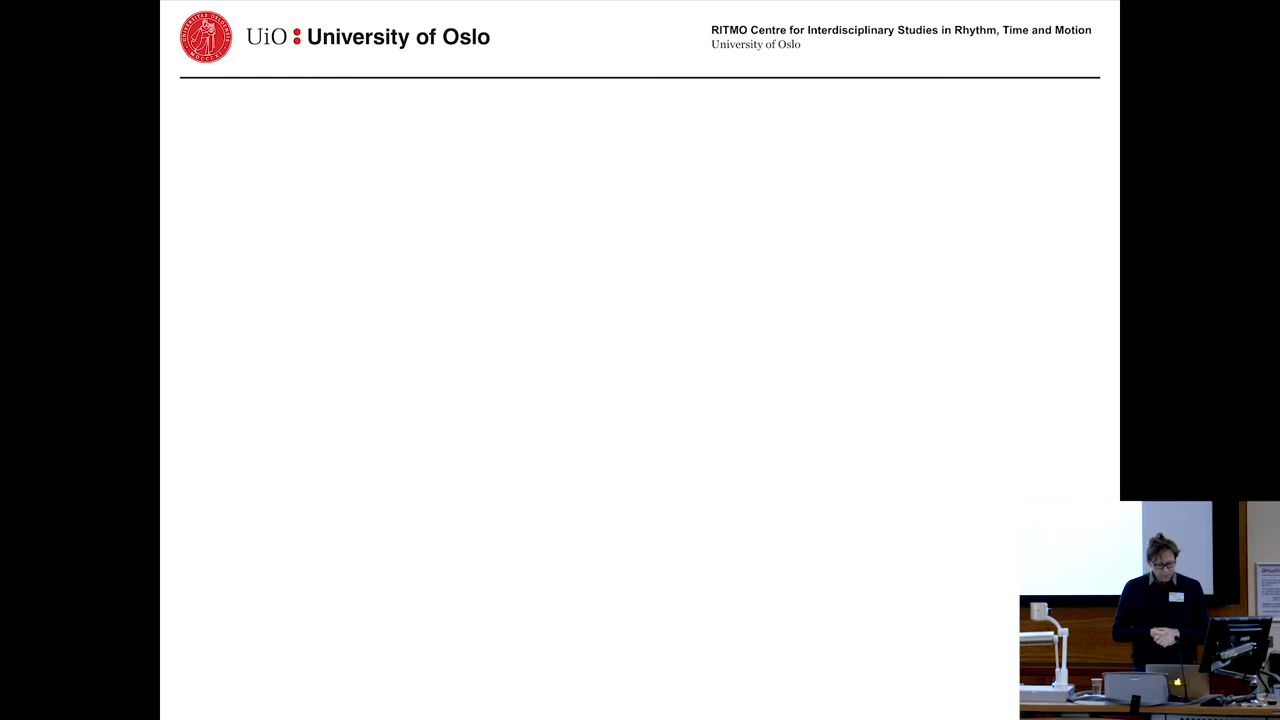 UiO : University of Oslo
RITMO Centre for Interdisciplinary Studies in Rhythm, Time and Motion
University of Oslo